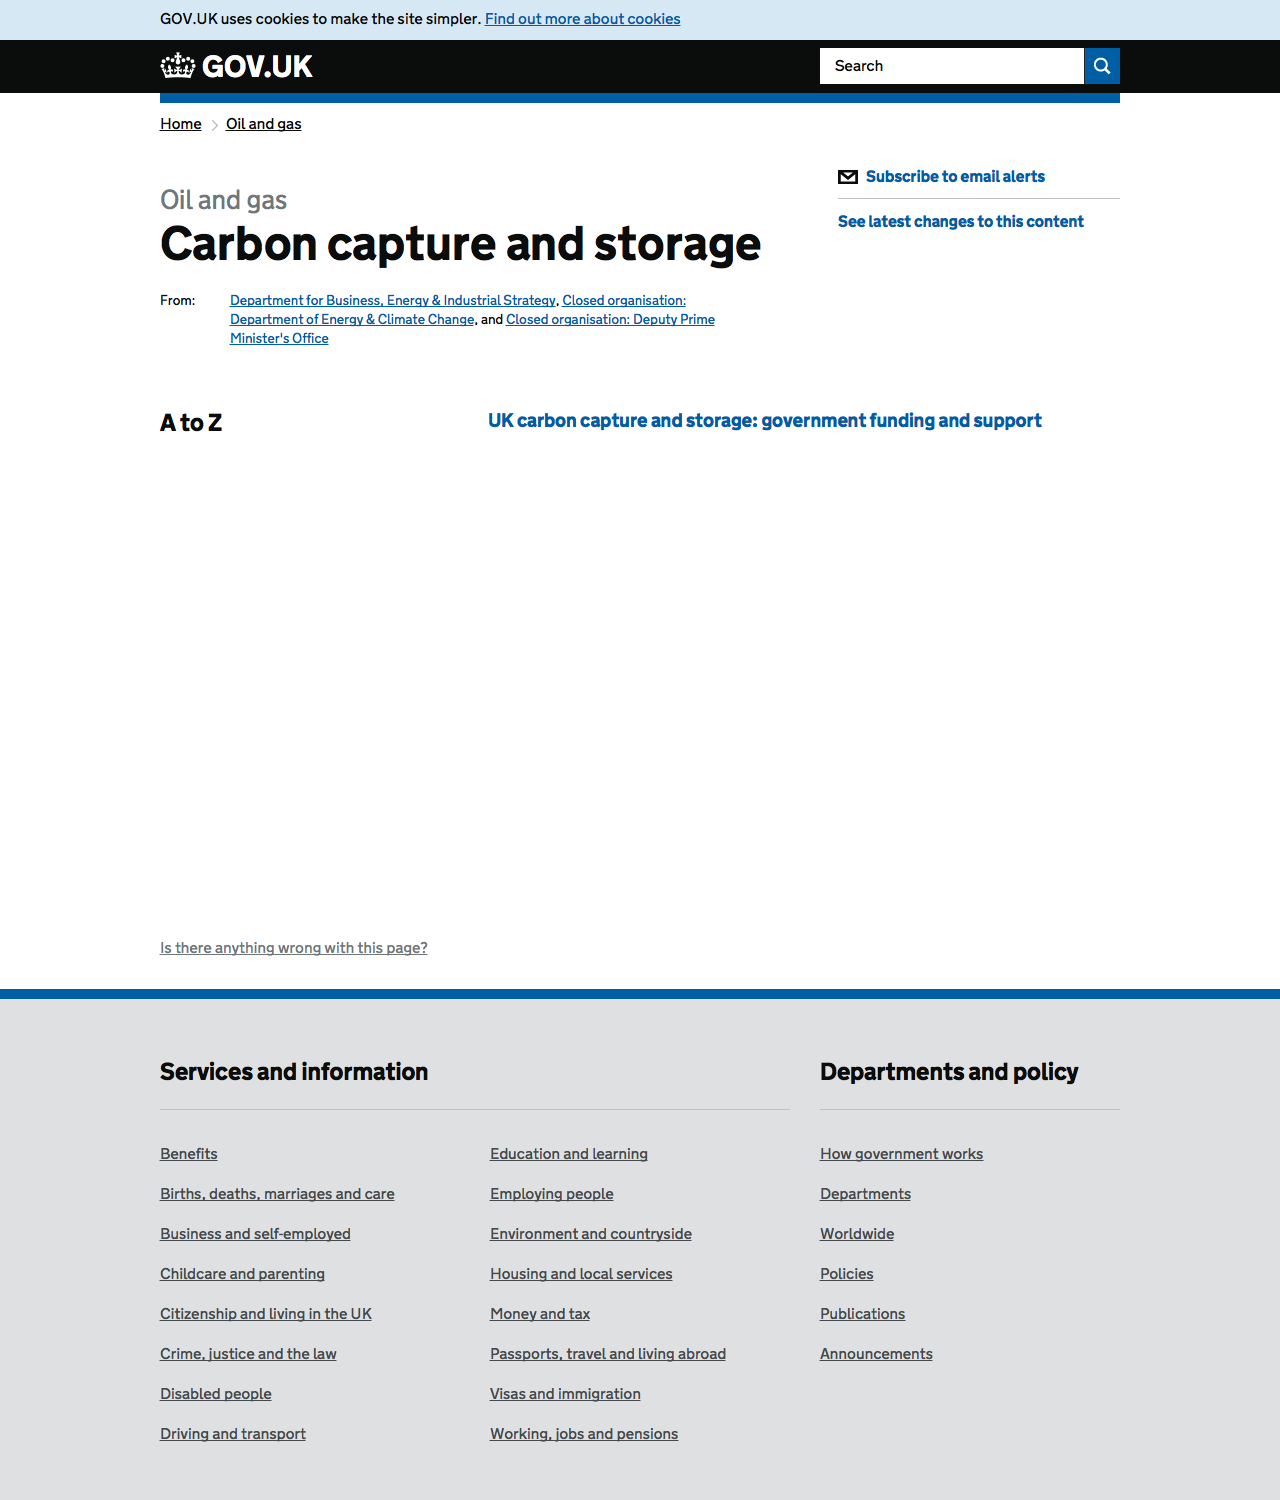 GOV.UK uses cookies to make the site simpler. Find out more about cookies
GOV.UK
Search
Home
Oil and gas
Subscribe to email alerts
See latest changes to this content
Oil and gas
Carbon capture and storage
From:
Department for Business, Energy & Industrial Strategy, Closed organisation:
Department of Energy & Climate Change, and Closed organisation: Deputy Prime
Minister's Office
A to Z
UK carbon capture and storage: government funding and support
Is there anything wrong with this page?
Services and information
Benefits
Births, deaths, marriages and care
Business and self-employed
Childcare and parenting
Citizenship and living in the UK
Crime, justice and the law
Disabled people
Driving and transport
Education and learning
Employing people
Environment and countryside
Housing and local services
Money and tax
Passports, travel and living abroad
Visas and immigration
Working, jobs and pensions
Departments and policy
How government works
Departments
Worldwide
Policies
Publications
Announcements